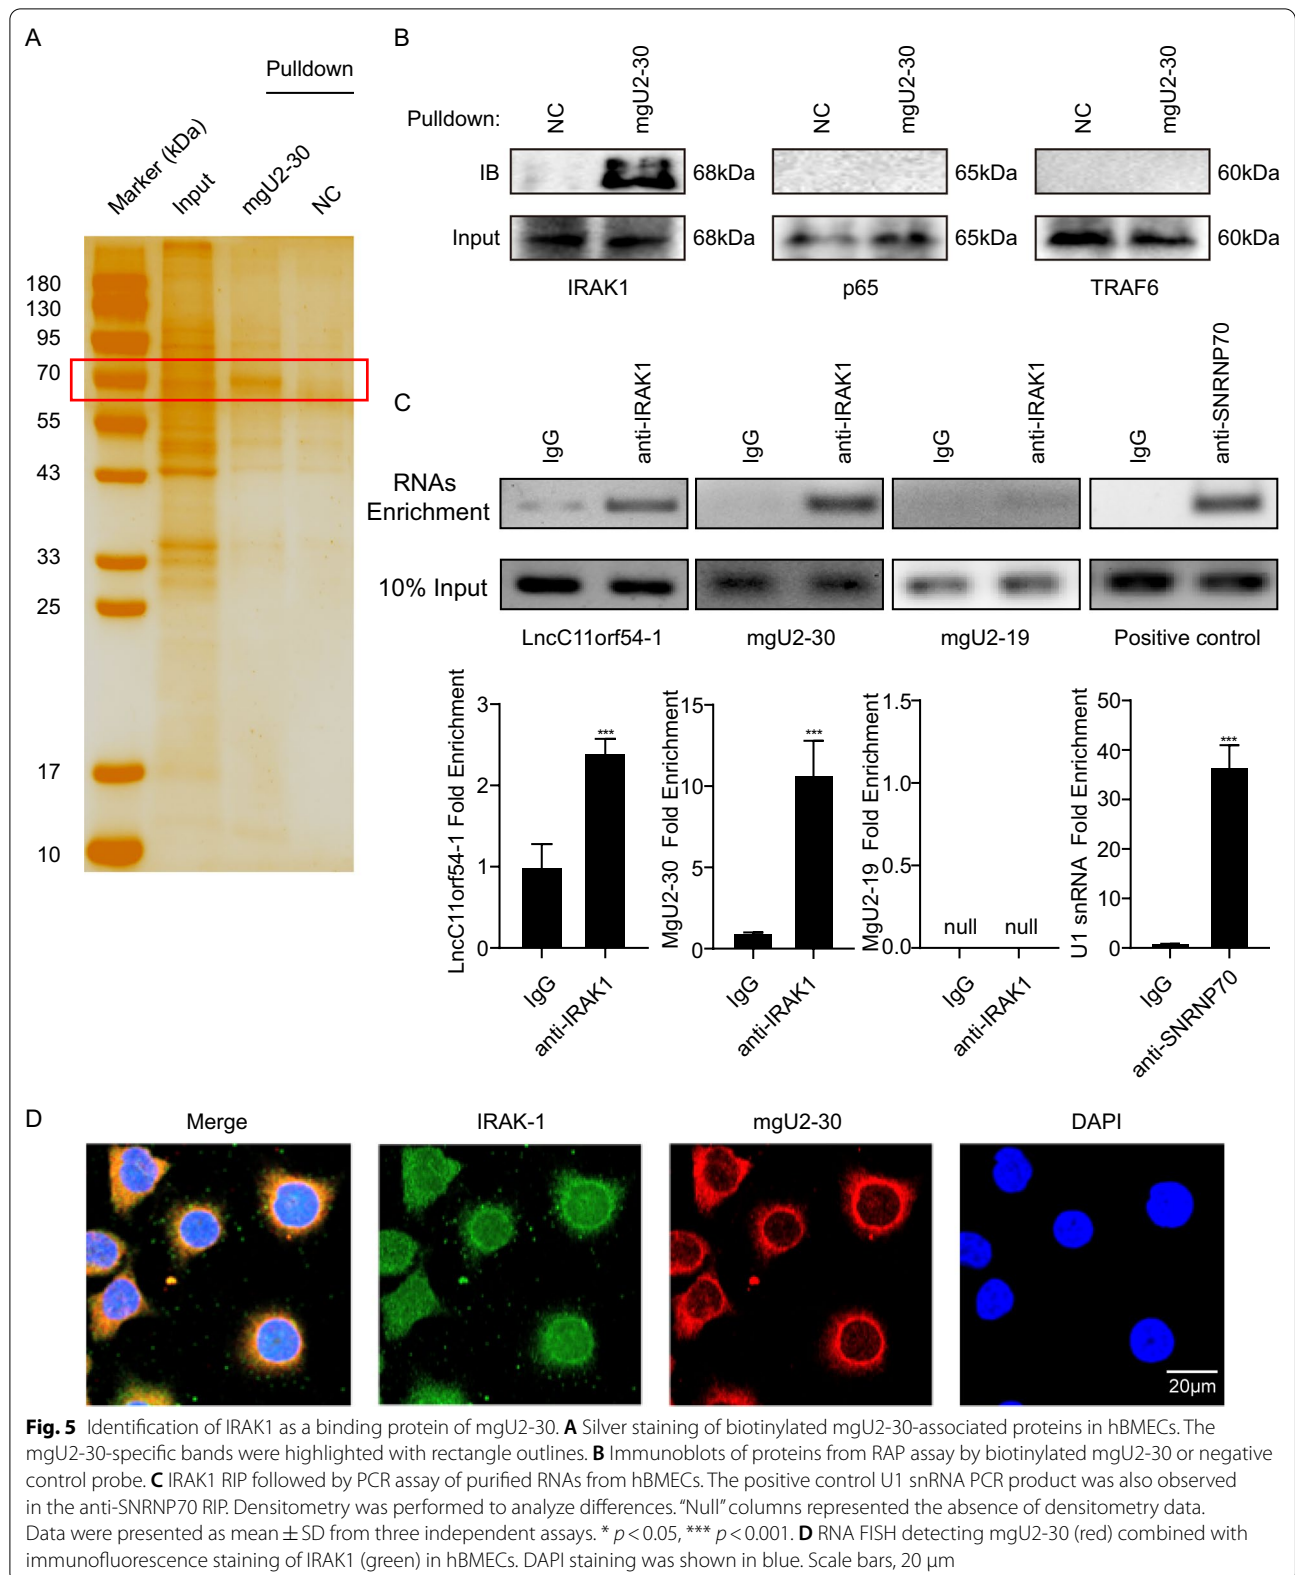 A
Pulldown
Marker (kDa)
Input
mgU2-30
NC
180
130
95
70
55
43
33
25
17
10
B
Pulldown:
NC
mgU2-30
NC
mgU2-30
NC
mgU2-30
IB
68kDa
65kDa
60kDa
Input
68kDa
65kDa
60kDa
IRAK1
p65
TRAF6
C
IgG
anti-IRAK1
IgG
anti-IRAK1
IgG
anti-IRAK1
IgG
anti-SNRNP70
RNAs
Enrichment
10% Input
LncC11orf54-1
mgU2-30
mgU2-19
Positive control
LncC11orf54-1 Fold Enrichment
3
2
1
0
***
IgG
anti-IRAK1
MgU2-30 Fold Enrichment
15
10
5
0
***
IgG
anti-IRAK1
MgU2-19 Fold Enrichment
1.5
1.0
0.5
0.0
null
null
IgG
anti-IRAK1
U1 snRNA Fold Enrichment
50
40
30
20
10
0
***
IgG
anti-SNRNP70
D
Merge
IRAK-1
mgU2-30
DAPI
20μm
Fig. 5 Identification of IRAK1 as a binding protein of mgU2-30. A Silver staining of biotinylated mgU2-30-associated proteins in hBMECs. The
mgU2-30-specific bands were highlighted with rectangle outlines. B Immunoblots of proteins from RAP assay by biotinylated mgU2-30 or negative
control probe. C IRAK1 RIP followed by PCR assay of purified RNAs from hBMECs. The positive control U1 snRNA PCR product was also observed
in the anti-SNRNP70 RIP. Densitometry was performed to analyze differences. “Null” columns represented the absence of densitometry data.
Data were presented as mean ± SD from three independent assays. * p < 0.05, *** p < 0.001. D RNA FISH detecting mgU2-30 (red) combined with
immunofluorescence staining of IRAK1 (green) in hBMECs. DAPI staining was shown in blue. Scale bars, 20 μm